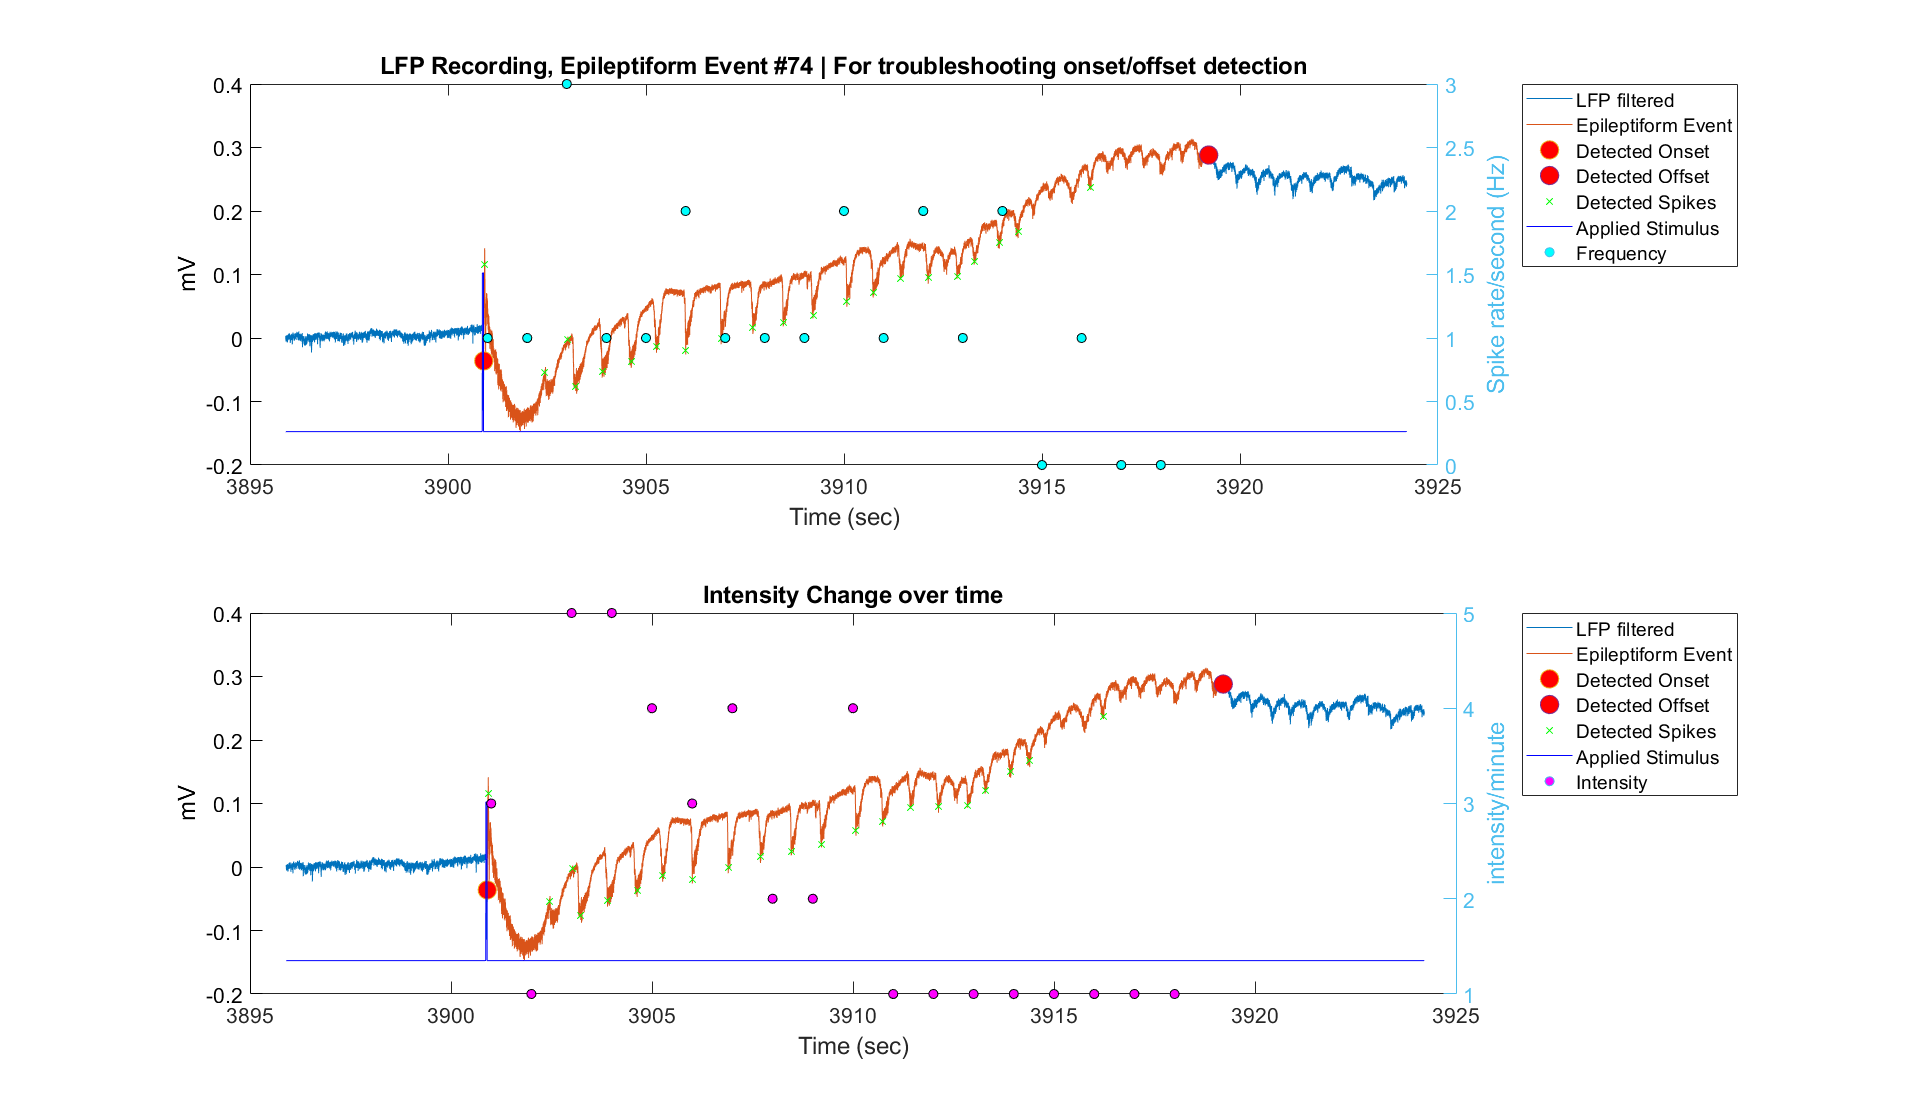 LFP Recording, Epileptiform Event #74 | For troubleshooting onset/offset detection
0.4
0.3
0.2
0.1
0
-0.1
-0.2
mV
3895
3900
3905
3910
3915
3920
3925
Time (sec)
3
2.5
2
1.5
1
0.5
0
Spike rate/second (Hz)
LFP filtered
Epileptiform Event
Detected Onset
Detected Offset
Detected Spikes
Applied Stimulus
Frequency
Intensity Change over time
0.4
0.3
0.2
0.1
0
-0.1
-0.2
mV
3895
3900
3905
3910
3915
3920
3925
Time (sec)
5
4
3
2
1
intensity/minute
LFP filtered
Epileptiform Event
Detected Onset
Detected Offset
Detected Spikes
Applied Stimulus
Intensity